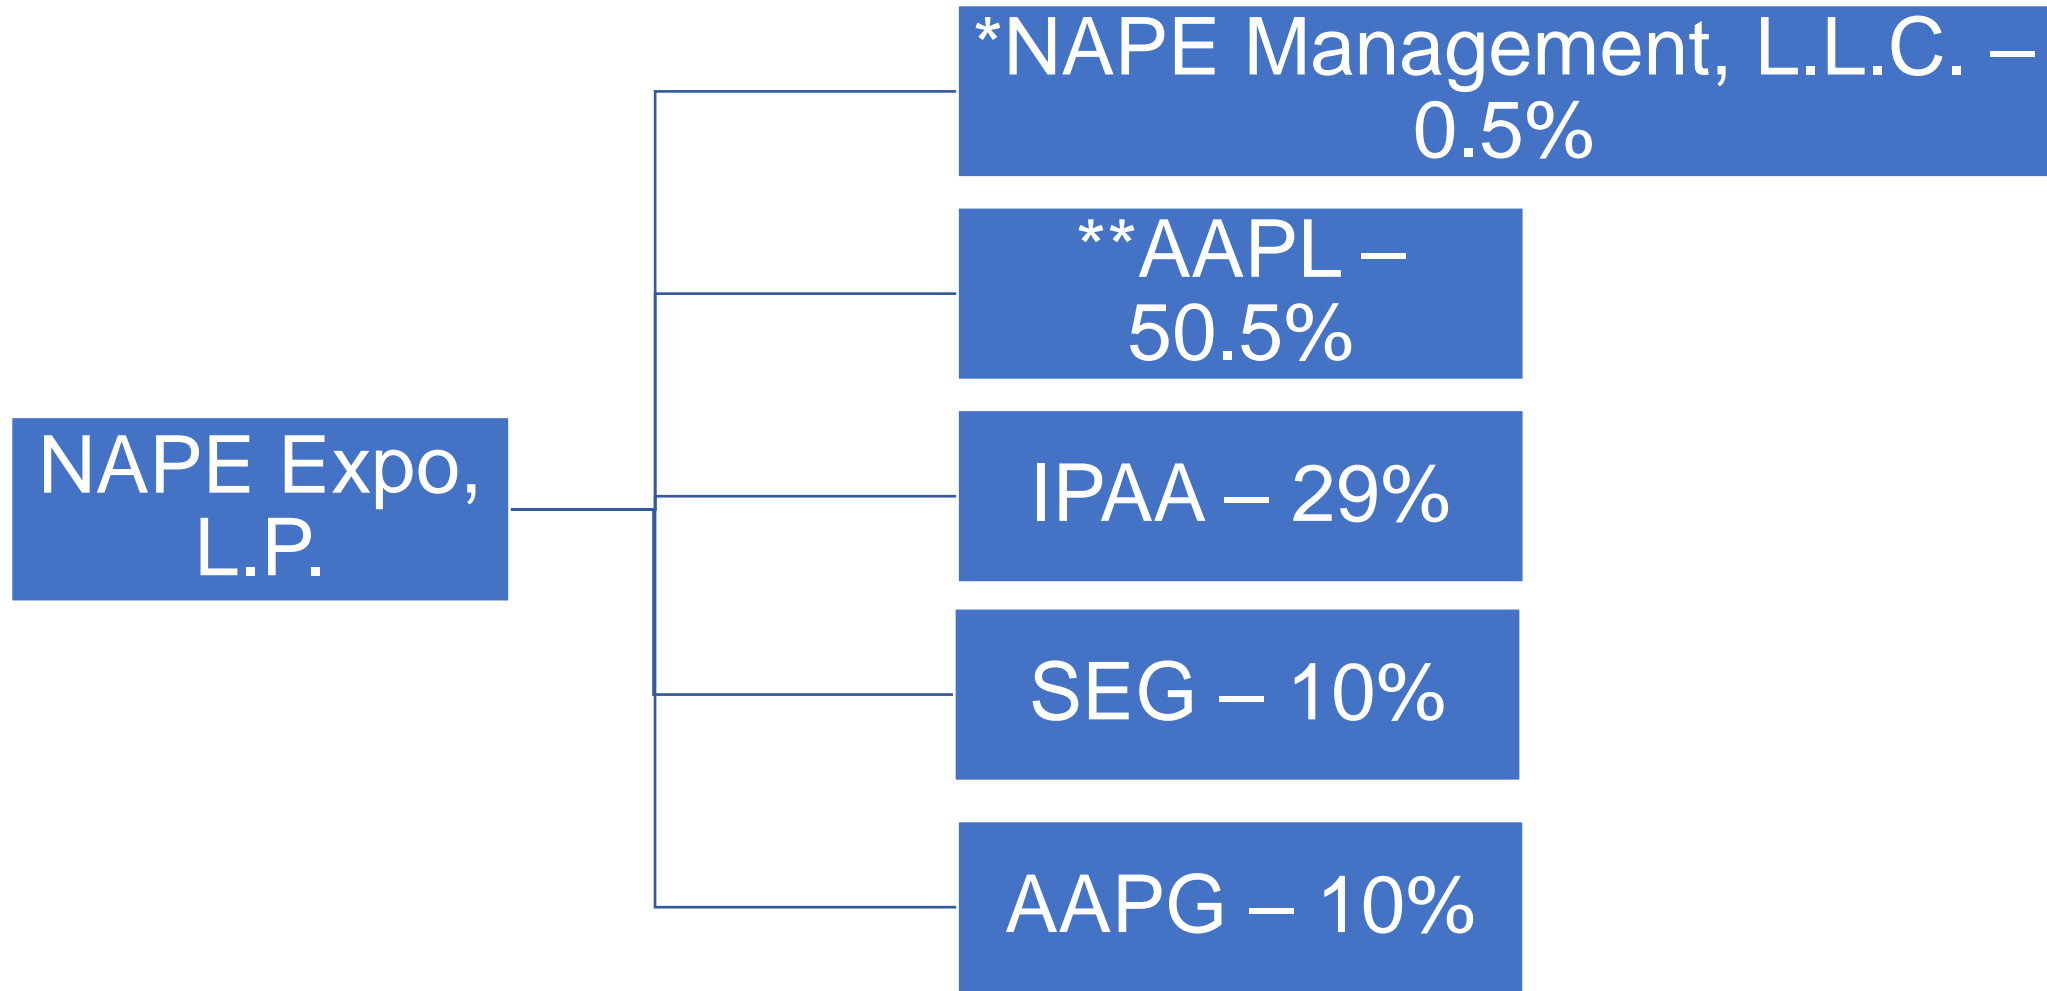 *NAPE Management, L.L.C. –
0.5%
**AAPL –
50.5%
NAPE Expo,
L.P.
IPAA – 29%
SEG – 10%
AAPG – 10%